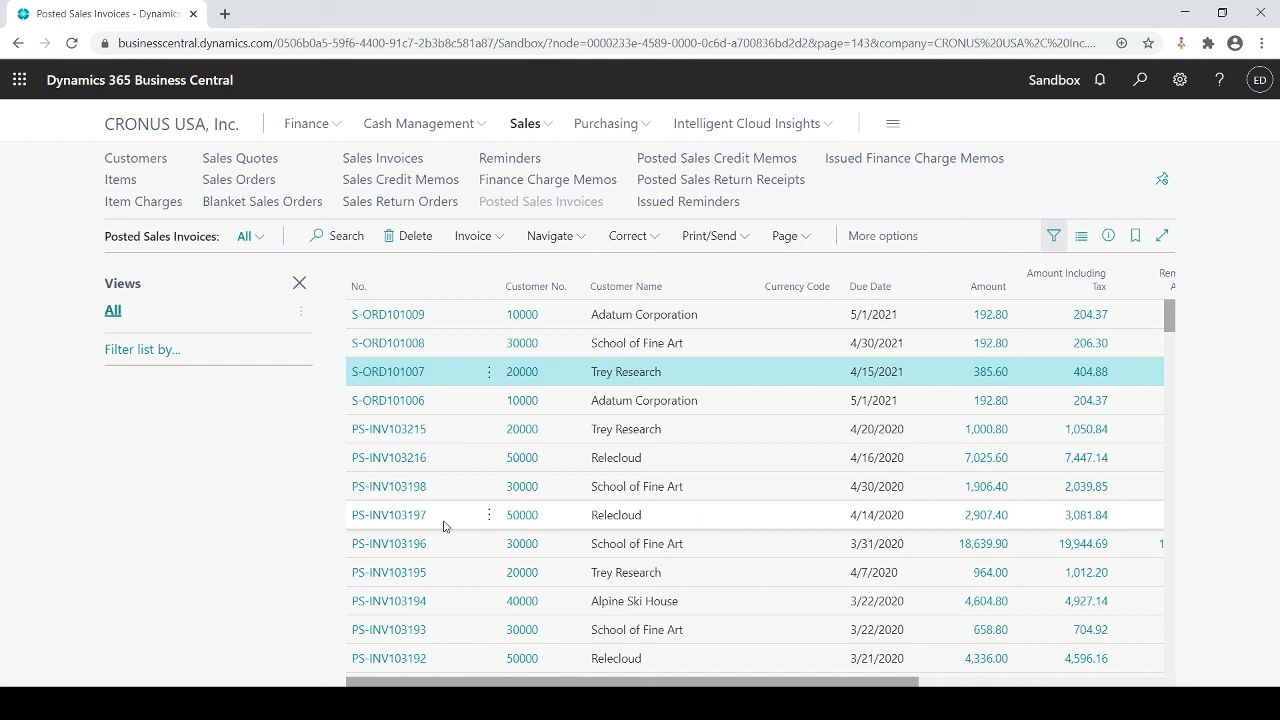 Posted Sales Invoices - Dynamics
businesscentral.dynamics.com/0506b0a5-59f6-4400-91c7-2b3b8c581a87/Sandbox/?node=0000233e-4589-0000-0c6d-a700836bd2d2&page=143&company=CRONUS%20USA%2C%20Inc....
Dynamics 365 Business Central Sandbox ? ED
CRONUS USA, Inc. Finance Cash Management Sales Purchasing Intelligent Cloud Insights
Customers Sales Quotes Sales Invoices Reminders Posted Sales Credit Memos Issued Finance Charge Memos
Items Sales Orders Sales Credit Memos Finance Charge Memos Posted Sales Return Receipts
Item Charges Blanket Sales Orders Sales Return Orders Posted Sales Invoices Issued Reminders
Posted Sales Invoices: All Search Delete Invoice Navigate Correct Print/Send Page More options
Views
All
Filter list by...
No. Customer No. Customer Name Currency Code Due Date Amount Amount Including Tax Rem A
S-ORD101009 10000 Adatum Corporation 5/1/2021 192.80 204.37
S-ORD101008 30000 School of Fine Art 4/30/2021 192.80 206.30
S-ORD101007 20000 Trey Research 4/15/2021 385.60 404.88
S-ORD101006 10000 Adatum Corporation 5/1/2021 192.80 204.37
PS-INV103215 20000 Trey Research 4/20/2020 1,000.80 1,050.84
PS-INV103216 50000 Relecloud 4/16/2020 7,025.60 7,447.14
PS-INV103198 30000 School of Fine Art 4/30/2020 1,906.40 2,039.85
PS-INV103197 50000 Relecloud 4/14/2020 2,907.40 3,081.84
PS-INV103196 30000 School of Fine Art 3/31/2020 18,639.90 19,944.69 1
PS-INV103195 20000 Trey Research 4/7/2020 964.00 1,012.20
PS-INV103194 40000 Alpine Ski House 3/22/2020 4,604.80 4,927.14
PS-INV103193 30000 School of Fine Art 3/22/2020 658.80 704.92
PS-INV103192 50000 Relecloud 3/21/2020 4,336.00 4,596.16